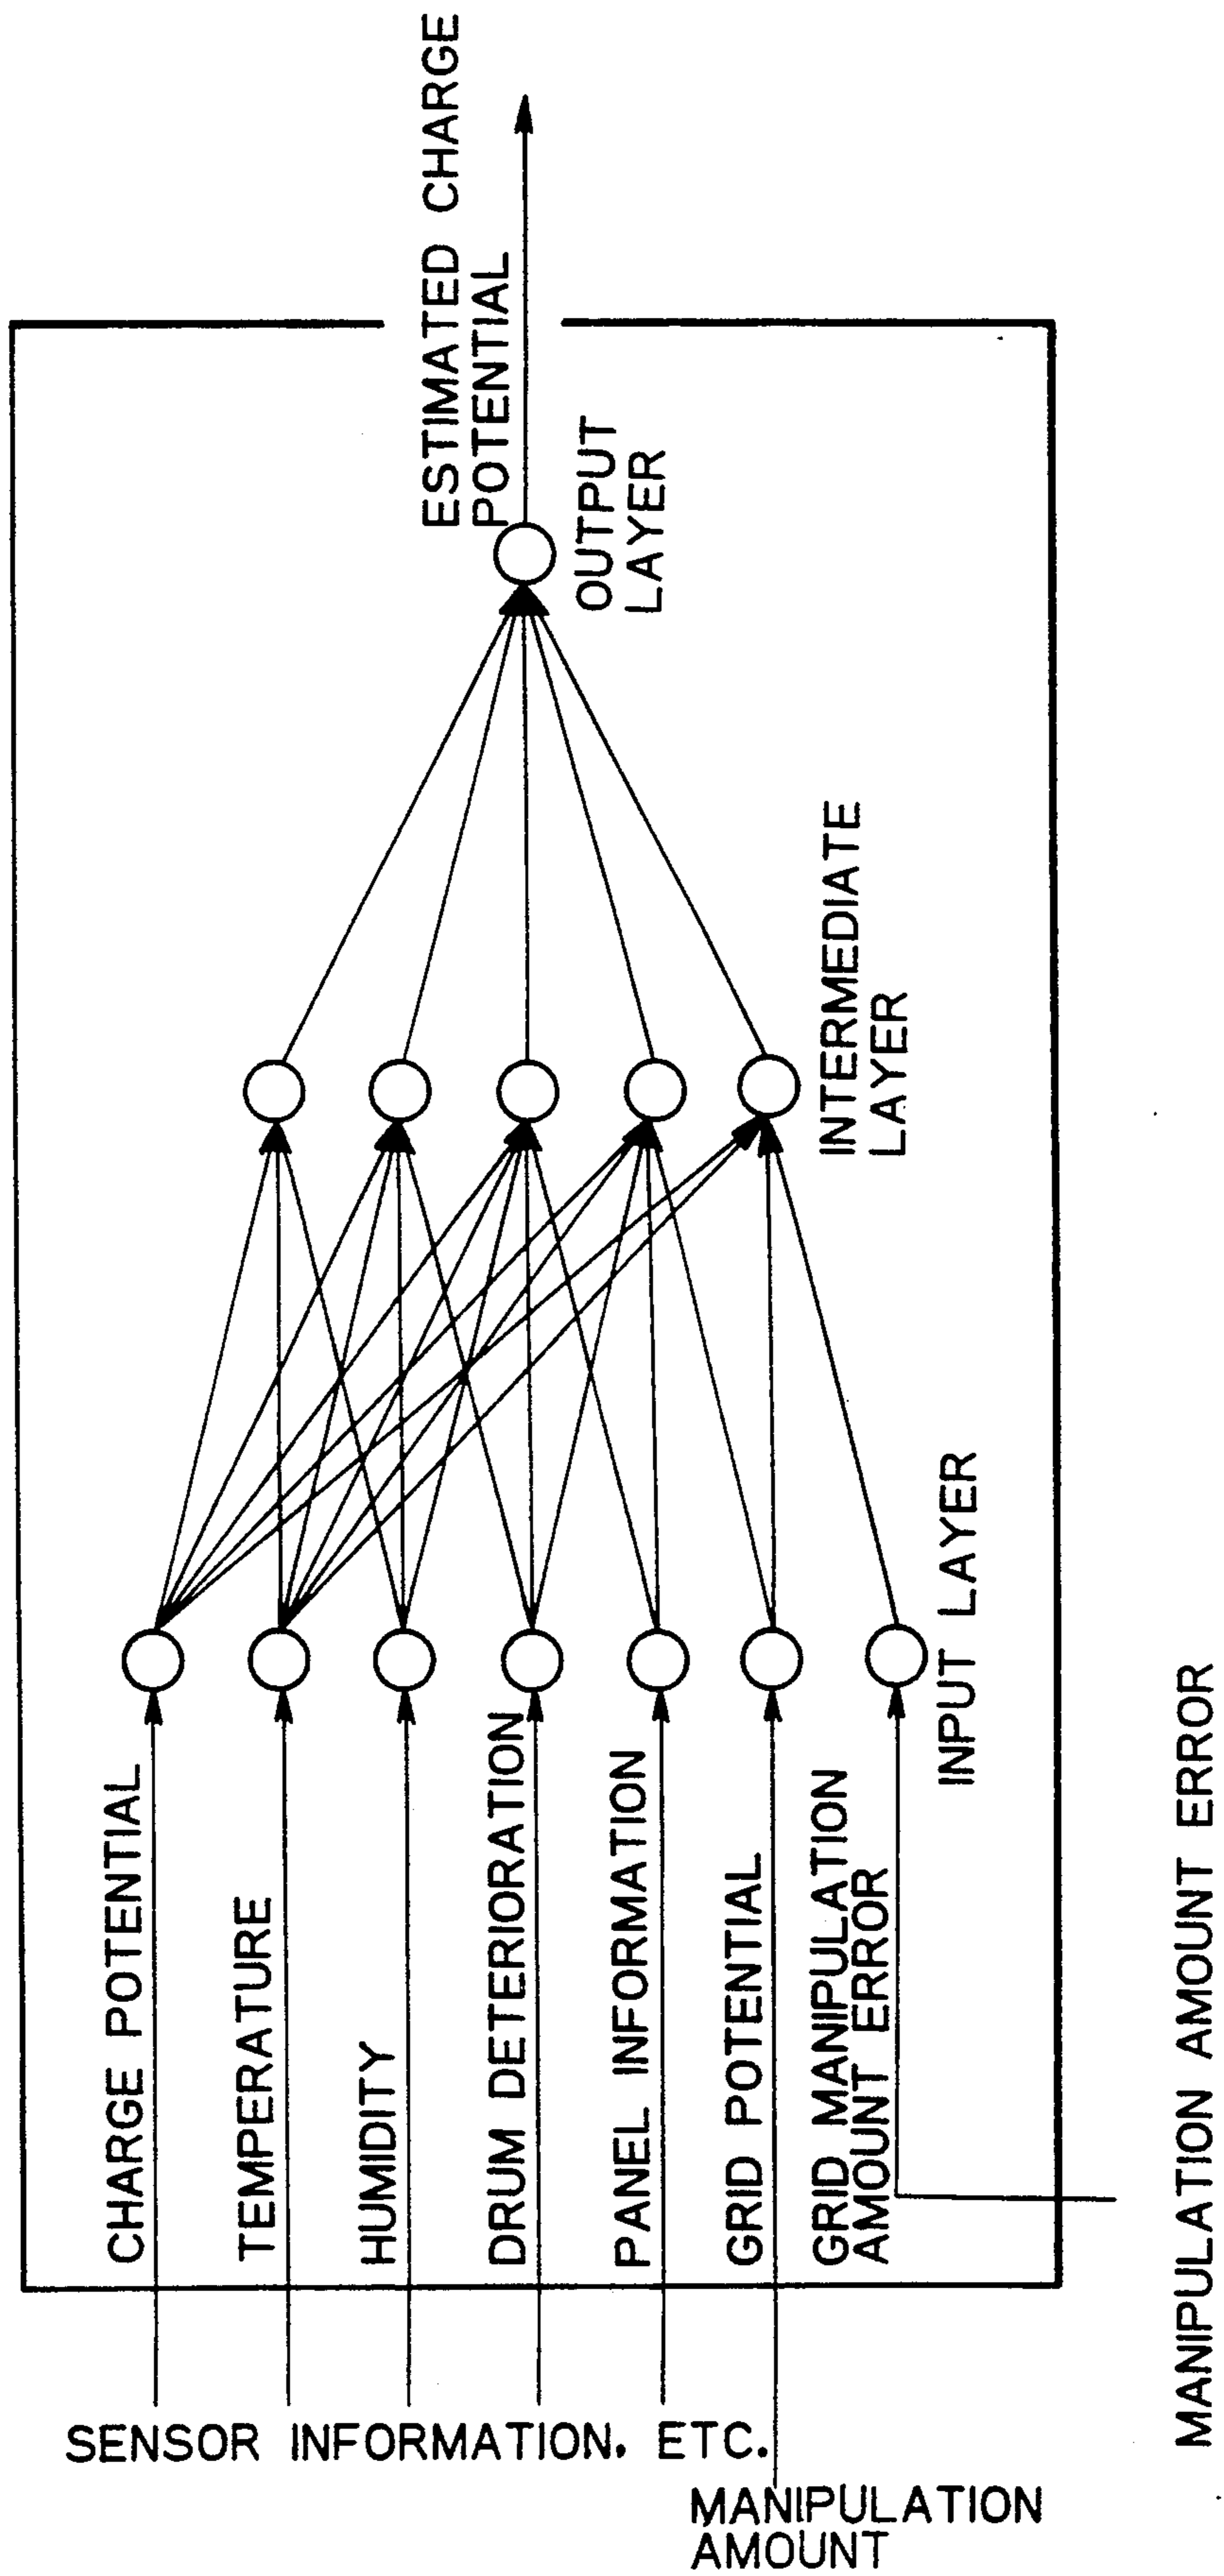 CHARGE POTENTIAL
TEMPERATURE
HUMIDITY
DRUM DETERIORATION
PANEL INFORMATION
GRID POTENTIAL
GRID MANIPULATION
AMOUNT ERROR
INPUT LAYER
INTERMEDIATE
LAYER
OUTPUT
LAYER
ESTIMATED CHARGE
POTENTIAL
SENSOR INFORMATION, ETC.
MANIPULATION
AMOUNT
MANIPULATION AMOUNT ERROR